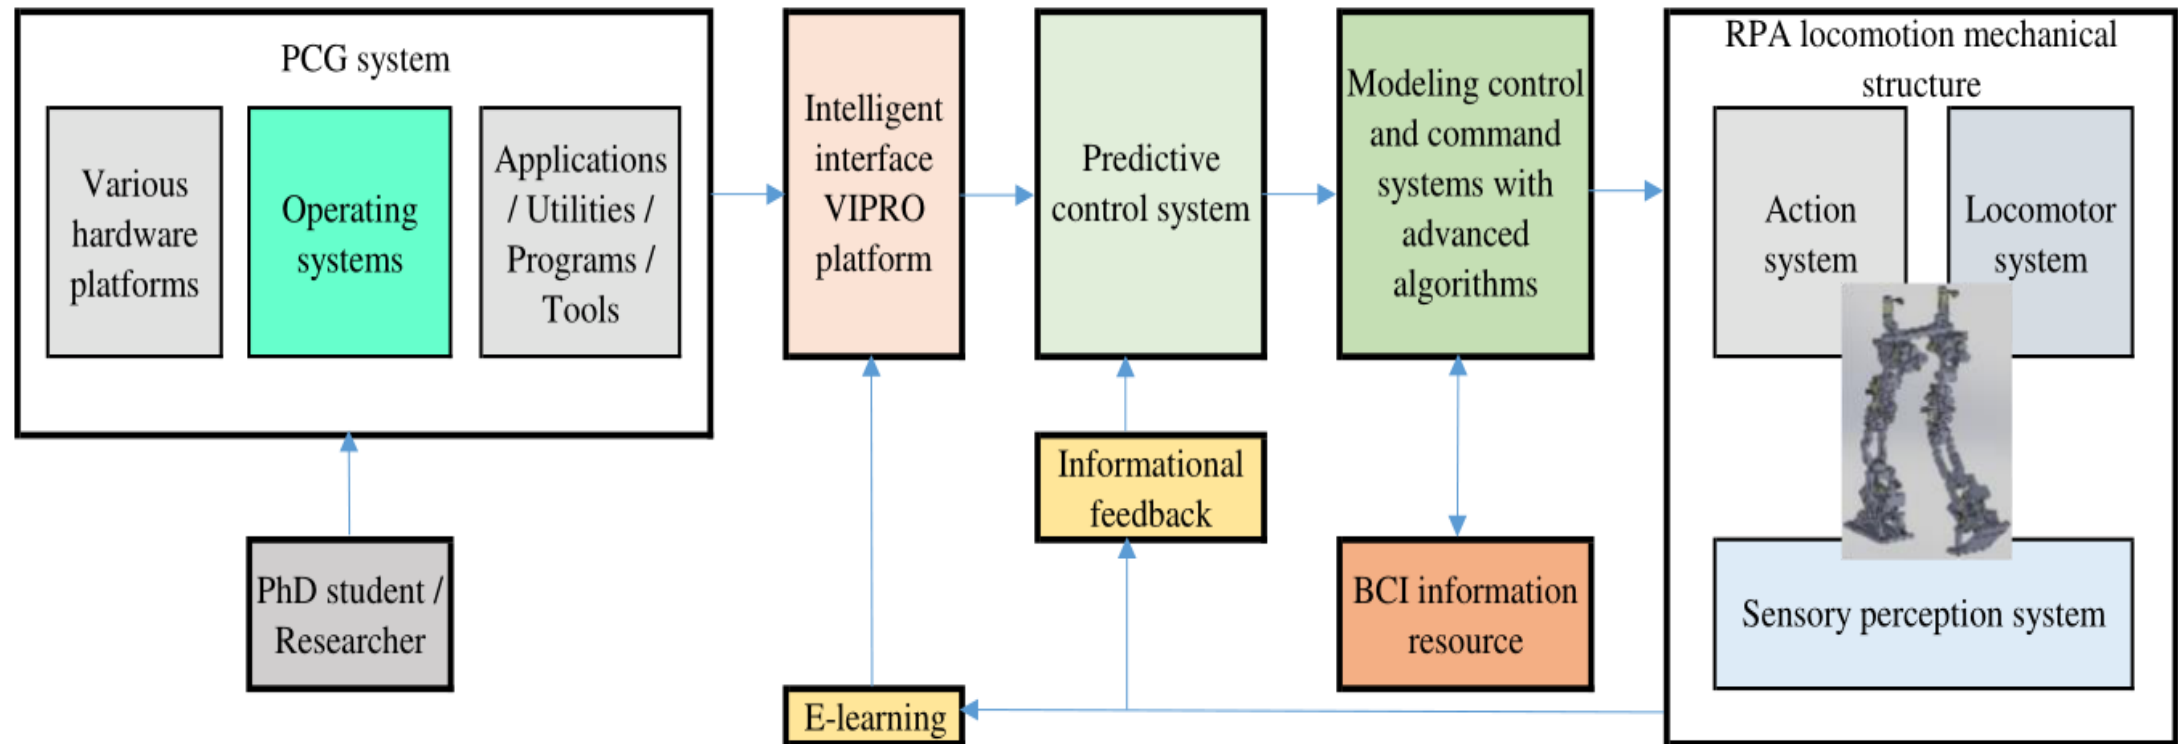 PCG system
Various
hardware
platforms
Operating
systems
Applications
/ Utilities /
Programs /
Tools
Intelligent
interface
VIPRO
platform
Predictive
control system
Modeling control
and command
systems with
advanced
algorithms
RPA locomotion mechanical
structure
Action
system
Locomotor
system
Informational
feedback
PhD student /
Researcher
BCI information
resource
Sensory perception system
E-learning